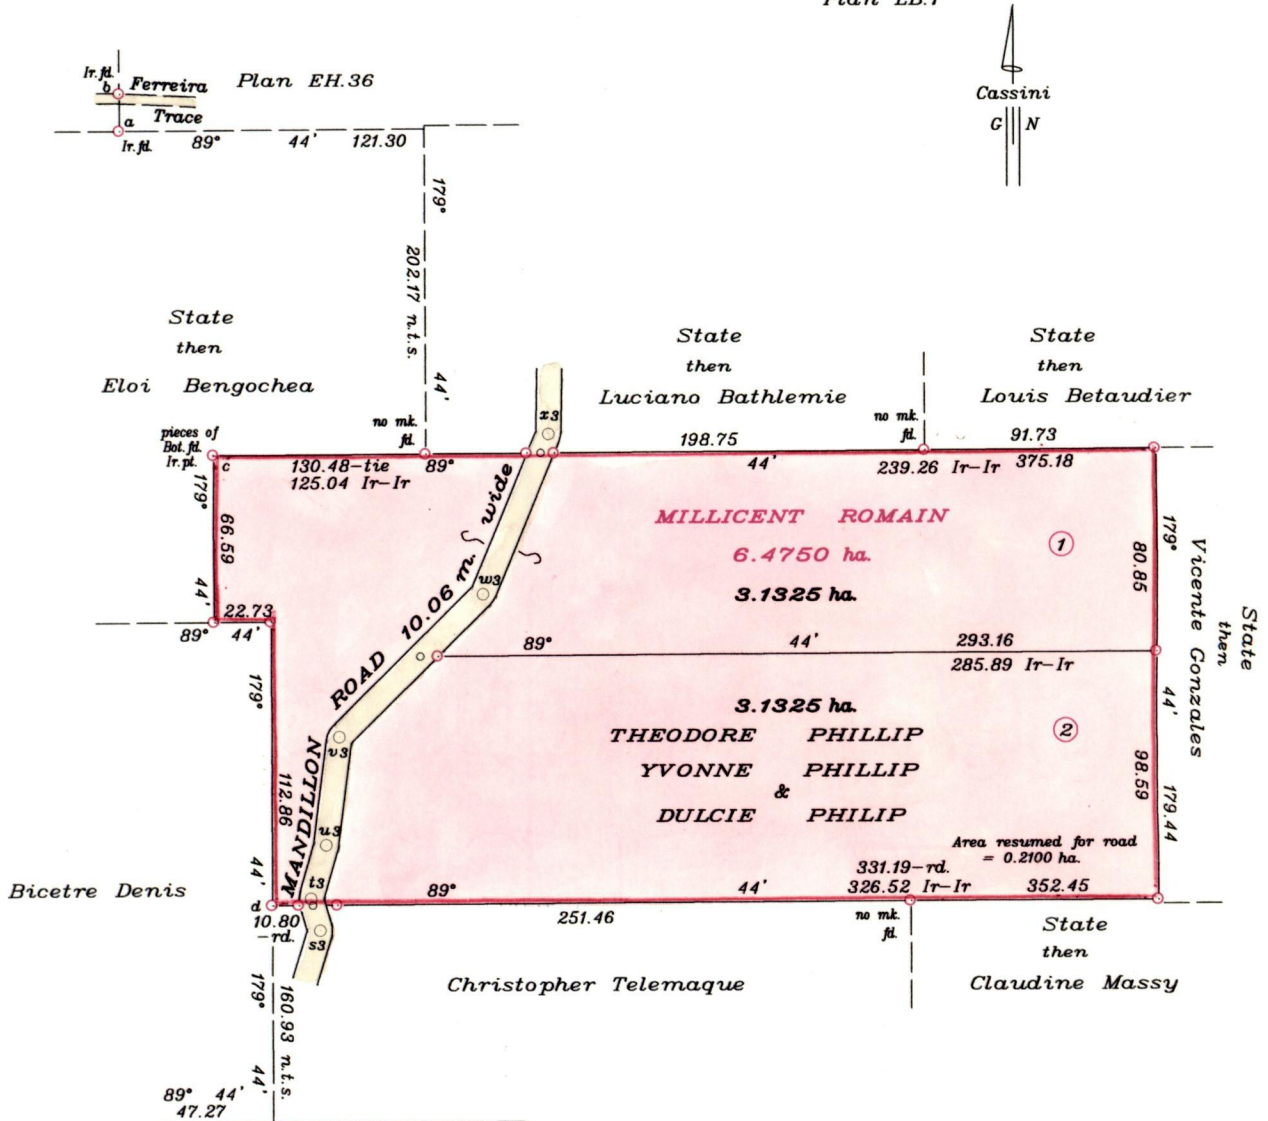 Plan EB.7
Ir. fd.
b
Ferreira
Plan EH.36
a
Trace
Ir. fd.
89° 44' 121.30
Cassini
G N
179°
202.17 n.t.s.
44'
State
then
Eloi Bengochea
State
then
Luciano Bathlemie
State
then
Louis Betaudier
pieces of
Bot. fd.
Ir. pt.
c
no mk.
fd.
x3
no mk.
fd.
198.75
91.73
130.48-tie 89°
125.04 Ir-Ir
44'
239.26 Ir-Ir 375.18
179°
66.59
44'
22.73
89° 44'
MANDILLON ROAD 10.06 m. wide
MILLICENT ROMAIN
6.4750 ha.
3.1325 ha.
1
179°
80.85
Vicente Gonzales
State
then
w3
89° 44' 293.16
285.89 Ir-Ir
179°
3.1325 ha.
THEODORE PHILLIP
YVONNE PHILLIP
&
DULCIE PHILIP
2
44'
98.59
179.44
v3
112.86
44'
u3
Area resumed for road
= 0.2100 ha.
331.19-rd.
Bicetre Denis
t3
d
89° 44' 326.52 Ir-Ir 352.45
10.80
-rd.
251.46
no mk.
fd.
s3
State
then
Claudine Massy
Christopher Telemaque
179°
160.93 n.t.s.
44'
89° 44'
47.27